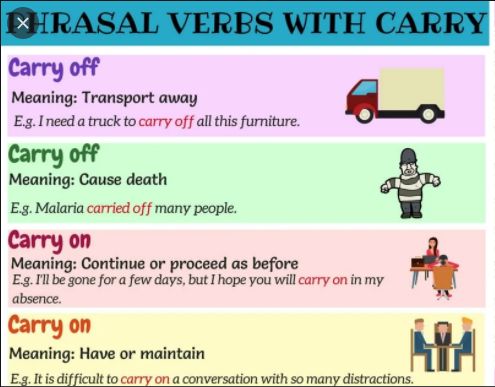 PHRASAL VERBS WITH CARRY
Carry off
Meaning: Transport away
E.g. I need a truck to carry off all this furniture.
Carry off
Meaning: Cause death
E.g. Malaria carried off many people.
Carry on
Meaning: Continue or proceed as before
E.g. I'll be gone for a few days, but I hope you will carry on in my
absence.
Carry on
Meaning: Have or maintain
E.g. It is difficult to carry on a conversation with so many distractions.